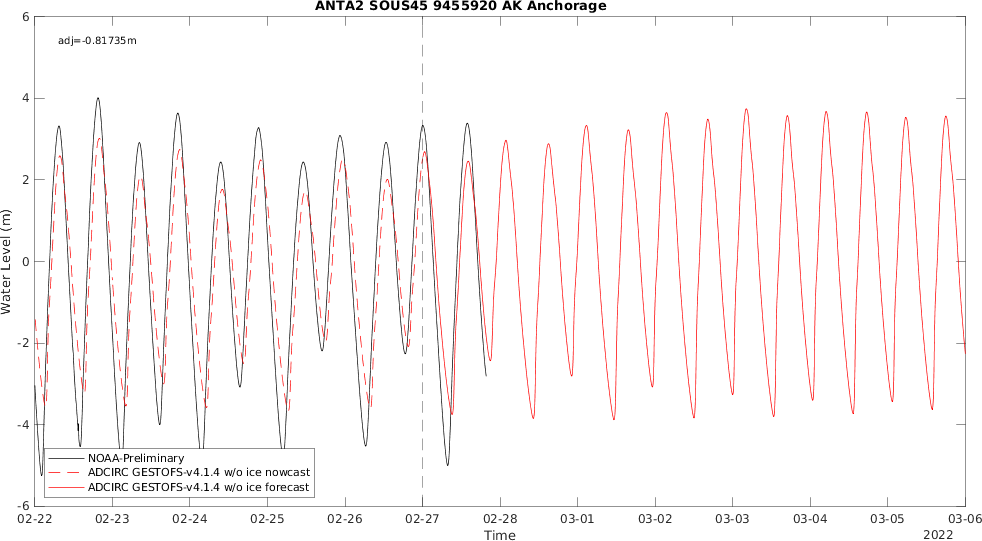 ANTA2 SOUS45 9455920 AK Anchorage
adj=-0.81735m
6
4
2
0
-2
-4
-6
Water Level (m)
NOAA-Preliminary
ADCIRC GESTOFS-v4.1.4 w/o ice nowcast
ADCIRC GESTOFS-v4.1.4 w/o ice forecast
02-22 02-23 02-24 02-25 02-26 02-27 02-28 03-01 03-02 03-03 03-04 03-05 03-06
Time
2022